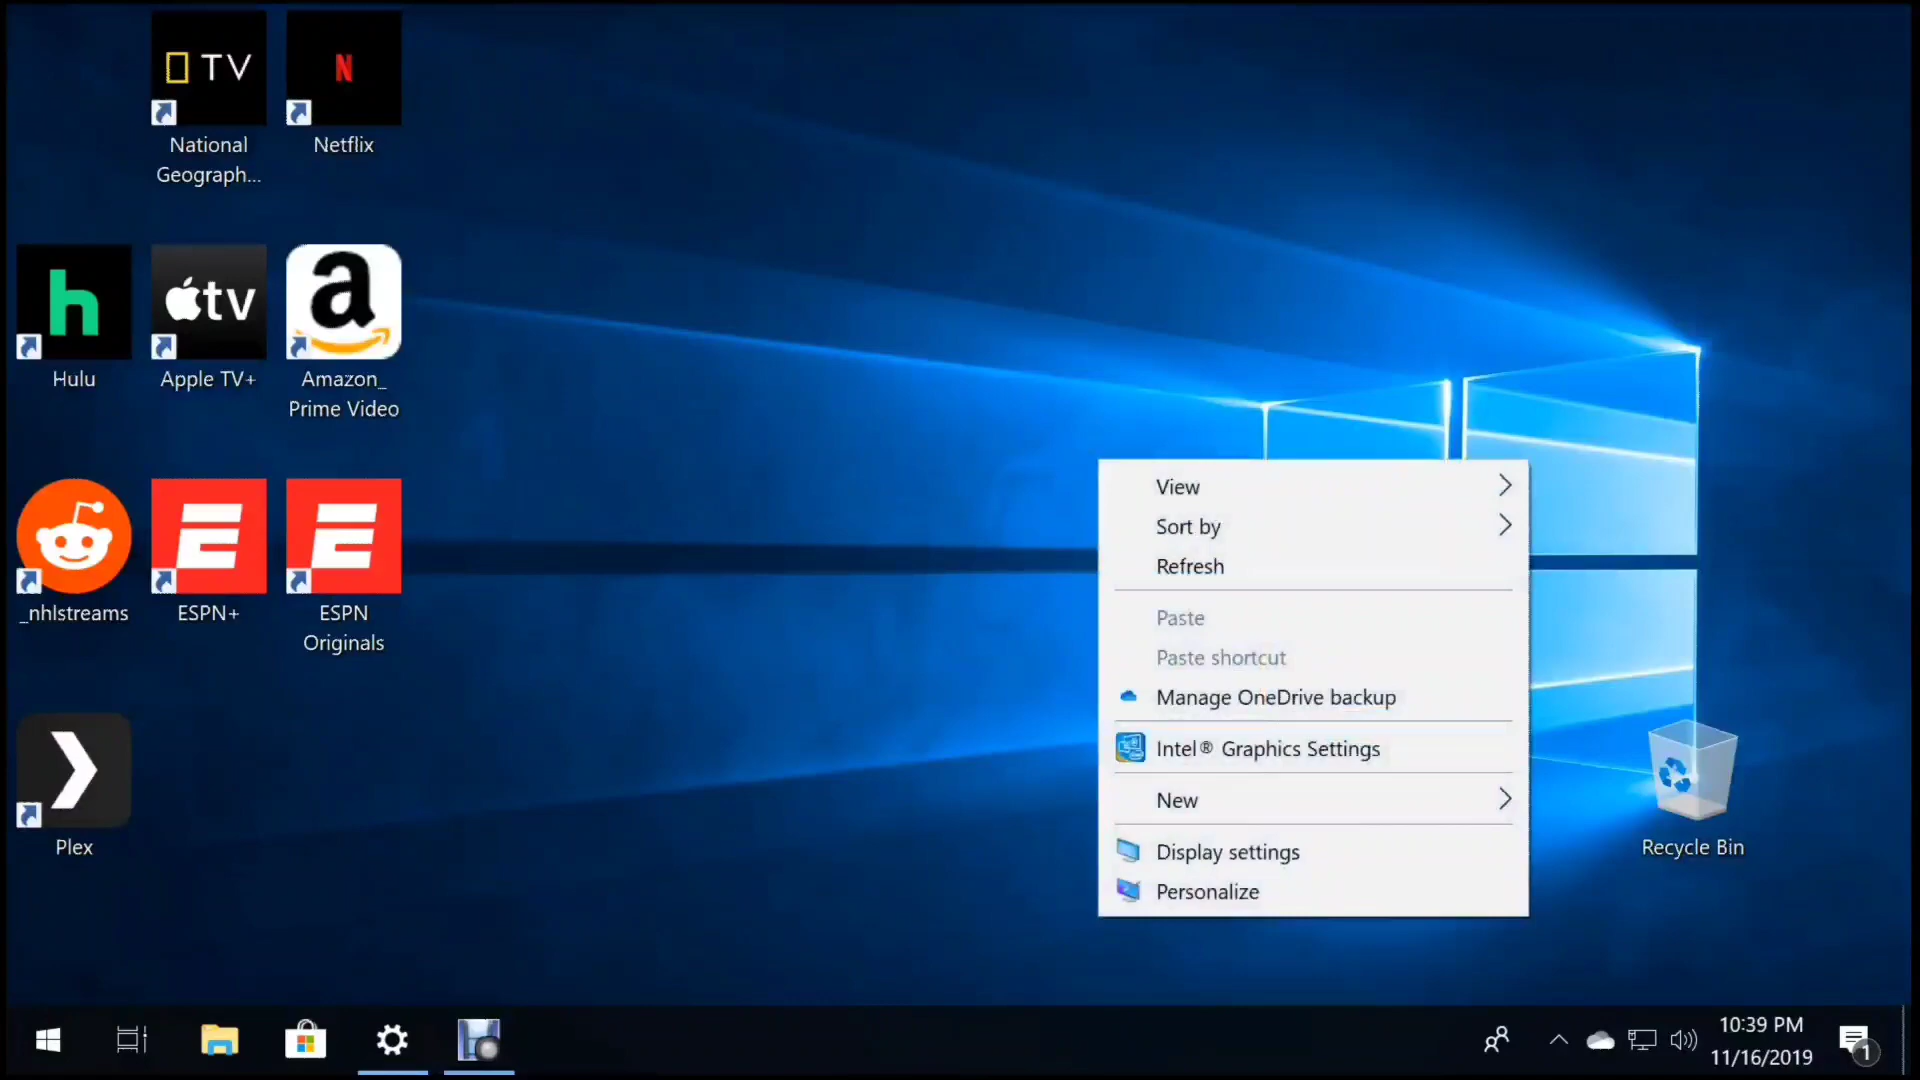 TV
N
National
Geograph...
Netflix
h
tv
a
Hulu
Apple TV+
Amazon_
Prime Video
_nhlstreams
ESPN+
ESPN
Originals
Plex
View
Sort by
Refresh
Paste
Paste shortcut
Manage OneDrive backup
Intel® Graphics Settings
New
Display settings
Personalize
Recycle Bin
10:39 PM
11/16/2019
1